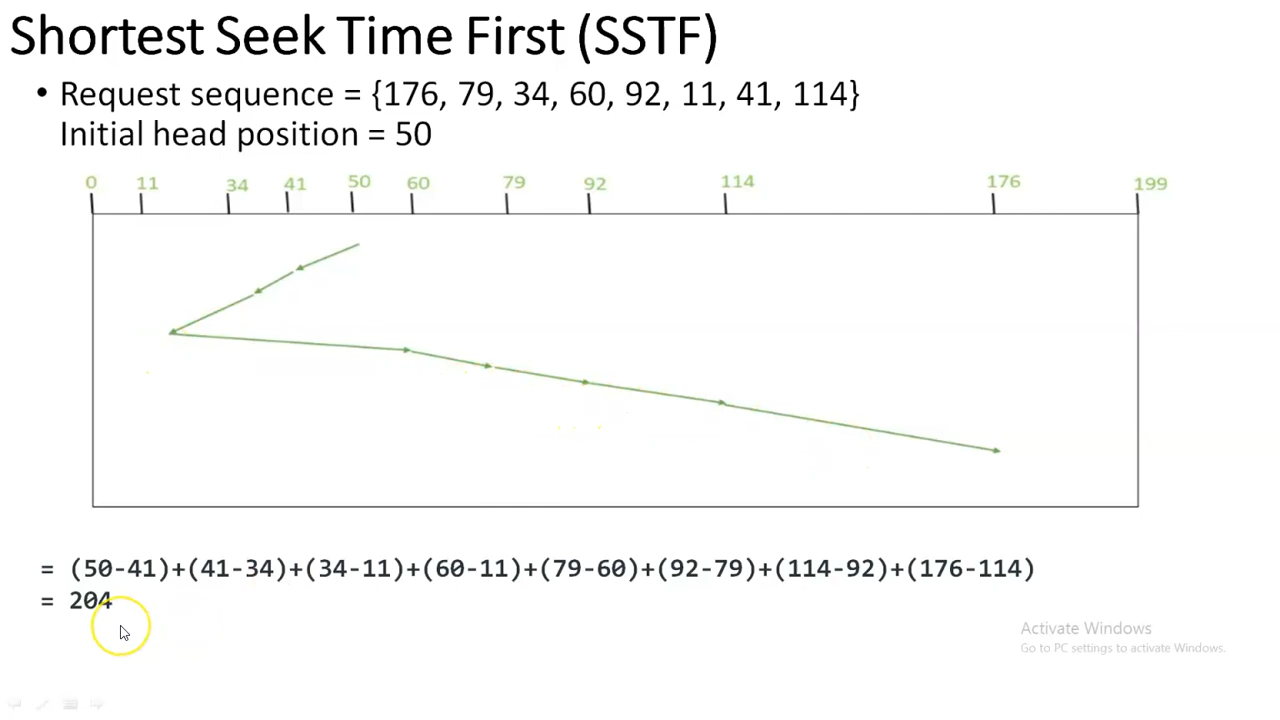 Shortest Seek Time First (SSTF)
• Request sequence = {176, 79, 34, 60, 92, 11, 41, 114}
Initial head position = 50
0 11 34 41 50 60 79 92 114 176 199
= (50-41)+(41-34)+(34-11)+(60-11)+(79-60)+(92-79)+(114-92)+(176-114)
= 204
Activate Windows
Go to PC settings to activate Windows.